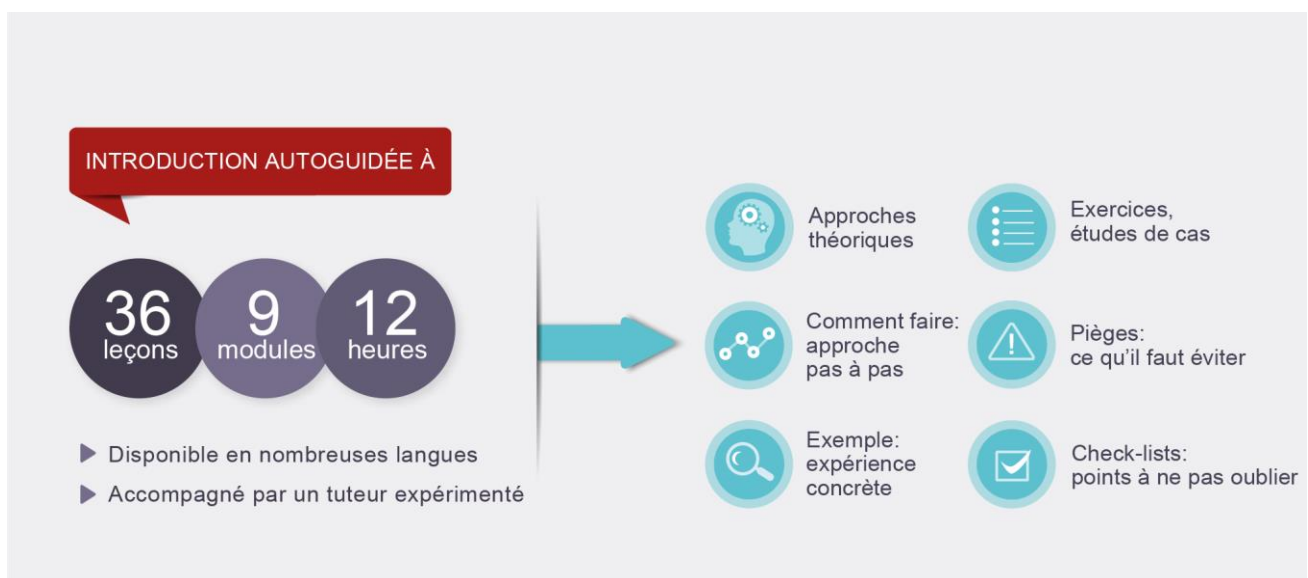 INTRODUCTION AUTOGUIDÉE À
36
leçons
9
modules
12
heures
Disponible en nombreuses langues
Accompagné par un tuteur expérimenté
Approches
théoriques
Exercices,
études de cas
Comment faire:
approche
pas à pas
Pièges:
ce qu'il faut éviter
Exemple:
expérience
concrète
Check-lists:
points à ne pas oublier